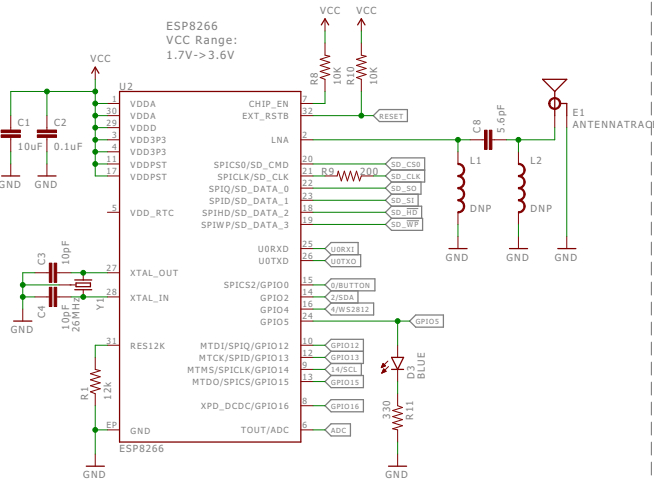 ESP8266
VCC Range:
1.7V->3.6V
VCC
VCC
VCC
R8
10K
R10
10K
U2
C1
10uF
C2
0.1uF
GND
GND
1 VDDA
30 VDDA
29 VDDD
3 VDD3P3
4 VDD3P3
11 VDDPST
17 VDDPST
5 VDD_RTC
27 XTAL_OUT
28 XTAL_IN
31 RES12K
EP GND
ESP8266
CHIP_EN 7
EXT_RSTB 32 RESET
LNA 2
SPICS0/SD_CMD 20 SD_CS0
SPICLK/SD_CLK 21 R9 200 SD_CLK
SPIQ/SD_DATA_0 22 SD_SO
SPID/SD_DATA_1 23 SD_SI
SPIHD/SD_DATA_2 18 SD_HD
SPIWP/SD_DATA_3 19 SD_WP
U0RXD 25 U0RXI
U0TXD 26 U0TXO
SPICS2/GPIO0 15 0/BUTTON
GPIO2 14 2/SDA
GPIO4 16 4/WS2812
GPIO5 24 GPIO5
MTDI/SPIQ/GPIO12 10 GPIO12
MTCK/SPID/GPIO13 12 GPIO13
MTMS/SPICLK/GPIO14 9 14/SCL
MTDO/SPICS/GPIO15 13 GPIO15
XPD_DCDC/GPIO16 8 GPIO16
TOUT/ADC 6 ADC
C3
10pF
C4
10pF
26MHz
Y1
GND
R1
12k
GND
C8
5.6pF
E1
ANTENNATRAC
L1
DNP
L2
DNP
GND
GND
GND
D3
BLUE
330
R11
GND